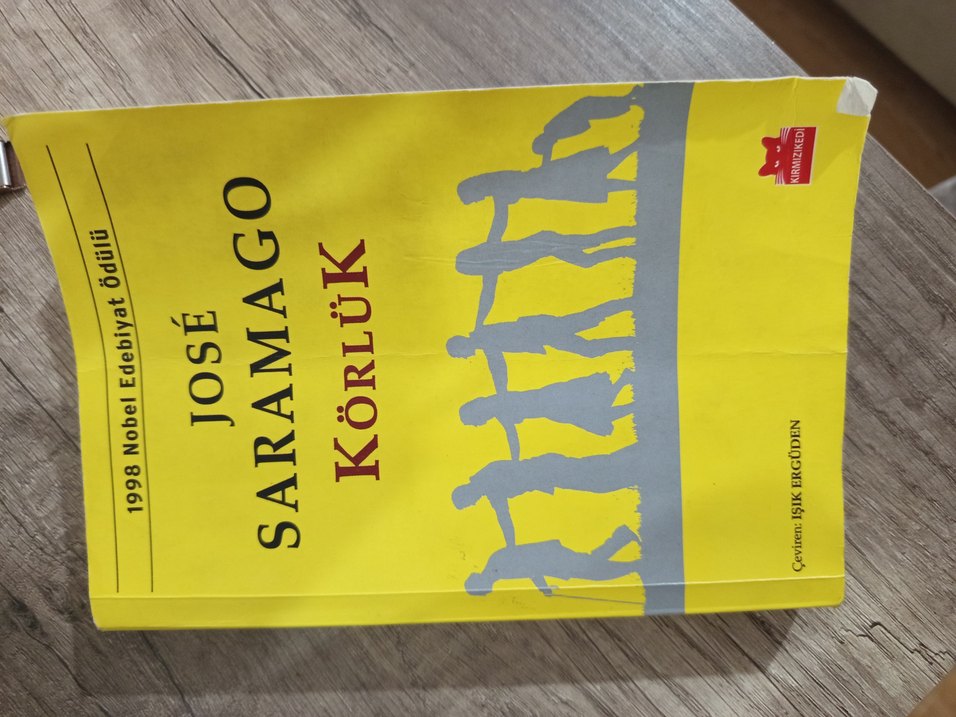 1998 Nobel Edebiyat Ödülü
JOSÉ
SARAMAGO
KÖRLÜK
KIRMIZIKEDİ
Çeviren: IŞIK ERGÜDEN